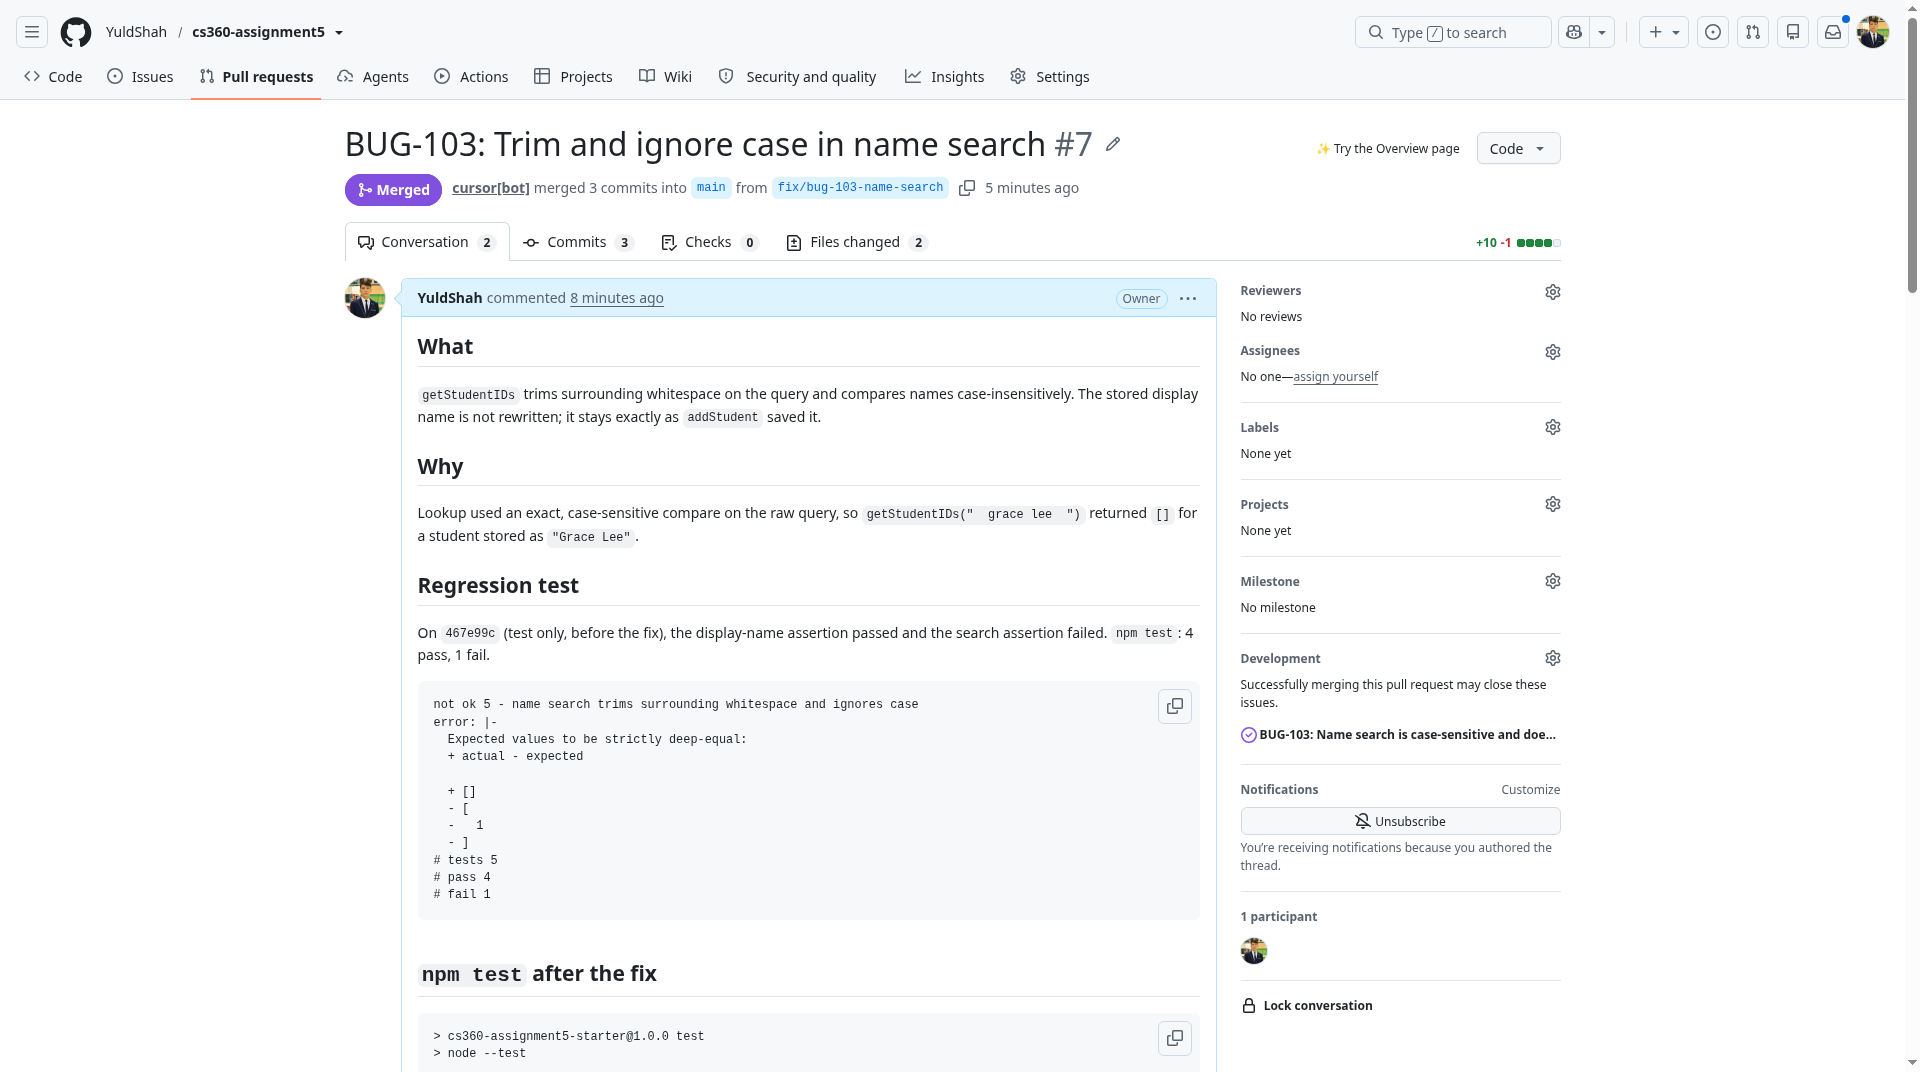 YuldShah / cs360-assignment5
Type / to search
Code
Issues
Pull requests
Agents
Actions
Projects
Wiki
Security and quality
Insights
Settings
BUG-103: Trim and ignore case in name search #7
✨ Try the Overview page
Code
Merged
cursor[bot] merged 3 commits into main from fix/bug-103-name-search 5 minutes ago
Conversation 2
Commits 3
Checks 0
Files changed 2
+10 -1
YuldShah commented 8 minutes ago
Owner
What
getStudentIDs trims surrounding whitespace on the query and compares names case-insensitively. The stored display
name is not rewritten; it stays exactly as addStudent saved it.
Why
Lookup used an exact, case-sensitive compare on the raw query, so getStudentIDs("  grace lee  ") returned [] for
a student stored as "Grace Lee".
Regression test
On 467e99c (test only, before the fix), the display-name assertion passed and the search assertion failed. npm test: 4
pass, 1 fail.
not ok 5 - name search trims surrounding whitespace and ignores case
error: |-
  Expected values to be strictly deep-equal:
  + actual - expected

  + []
  - [
  -   1
  - ]
# tests 5
# pass 4
# fail 1
npm test after the fix
> cs360-assignment5-starter@1.0.0 test
> node --test
Reviewers
No reviews
Assignees
No one—assign yourself
Labels
None yet
Projects
None yet
Milestone
No milestone
Development
Successfully merging this pull request may close these
issues.
BUG-103: Name search is case-sensitive and doe...
Notifications
Customize
Unsubscribe
You're receiving notifications because you authored the
thread.
1 participant
Lock conversation